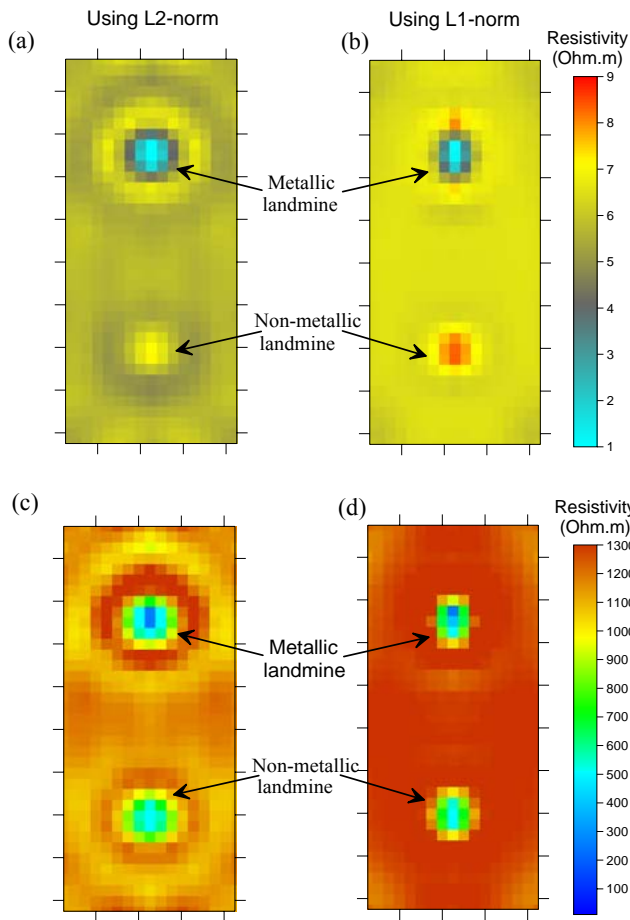 Using L2-norm
Using L1-norm
(a)
(b)
Resistivity
(Ohm.m)
9
8
7
6
5
4
3
2
1
Metallic
landmine
Non-metallic
landmine
(c)
(d)
Resistivity
(Ohm.m)
1300
1200
1100
1000
900
800
700
600
500
400
300
200
100
Metallic
landmine
Non-metallic
landmine